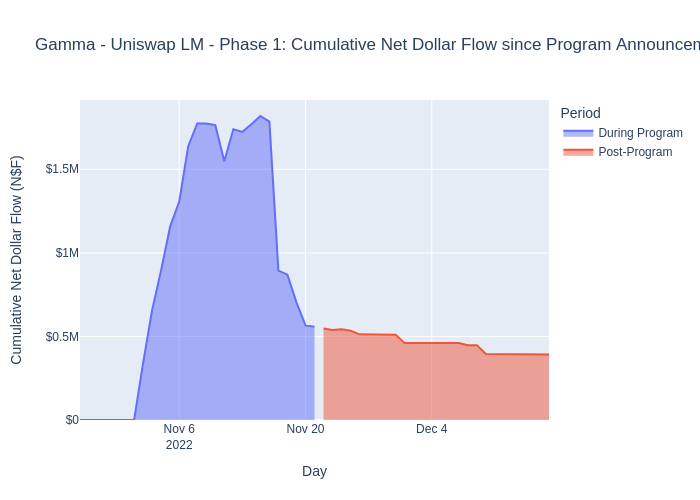 Gamma - Uniswap LM - Phase 1: Cumulative Net Dollar Flow since Program
Period
During Program
Post-Program
Cumulative Net Dollar Flow (N$F)
$1.5M
$1M
$0.5M
$0
Nov 6
2022
Nov 20
Dec 4
Day